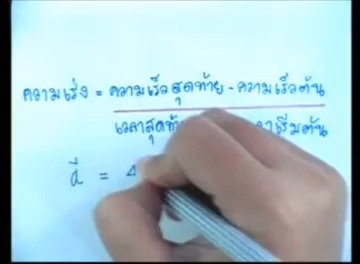 ความเร่ง = ความเร็วสุดท้าย - ความเร็วต้น
เวลาสุดท้ เริ่มต้น
a⃗ =